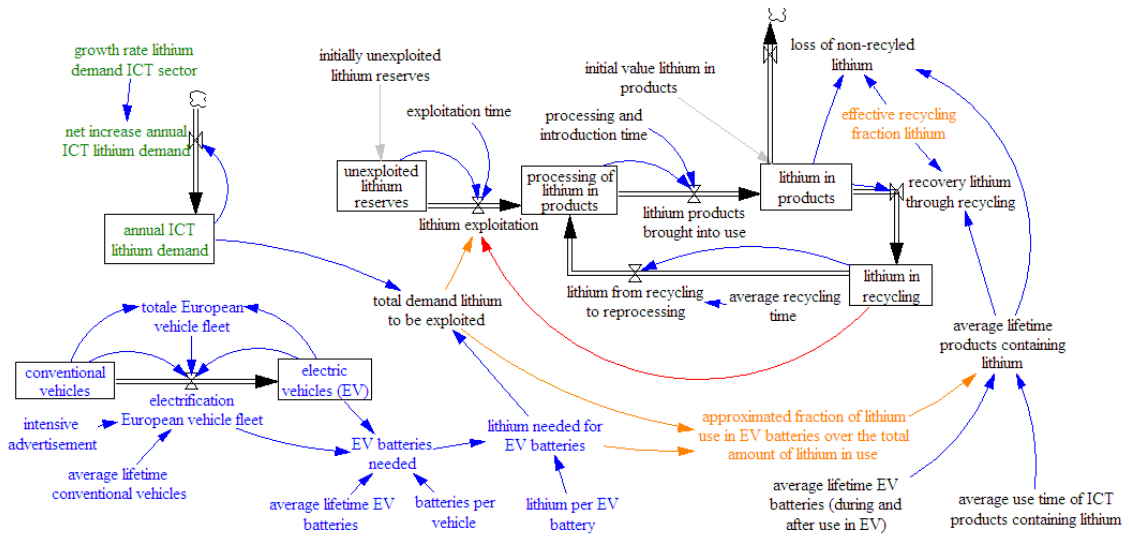 growth rate lithium
demand ICT sector
net increase annual
ICT lithium demand
annual ICT
lithium demand
initially unexploited
lithium reserves
exploitation time
unexploited
lithium
reserves
lithium exploitation
processing and
introduction time
processing of
lithium in
products
initial value lithium in
products
lithium products
brought into use
lithium in
products
loss of non-recyled
lithium
effective recycling
fraction lithium
recovery lithium
through recycling
lithium in
recycling
lithium from recycling
to reprocessing
average recycling
time
total demand lithium
to be exploited
average lifetime
products containing
lithium
totale European
vehicle fleet
conventional
vehicles
electric
vehicles (EV)
electrification
European vehicle fleet
intensive
advertisement
average lifetime
conventional vehicles
EV batteries
needed
average lifetime EV
batteries
batteries per
vehicle
lithium needed for
EV batteries
lithium per EV
battery
approximated fraction of lithium
use in EV batteries over the total
amount of lithium in use
average lifetime EV
batteries (during and
after use in EV)
average use time of ICT
products containing lithium